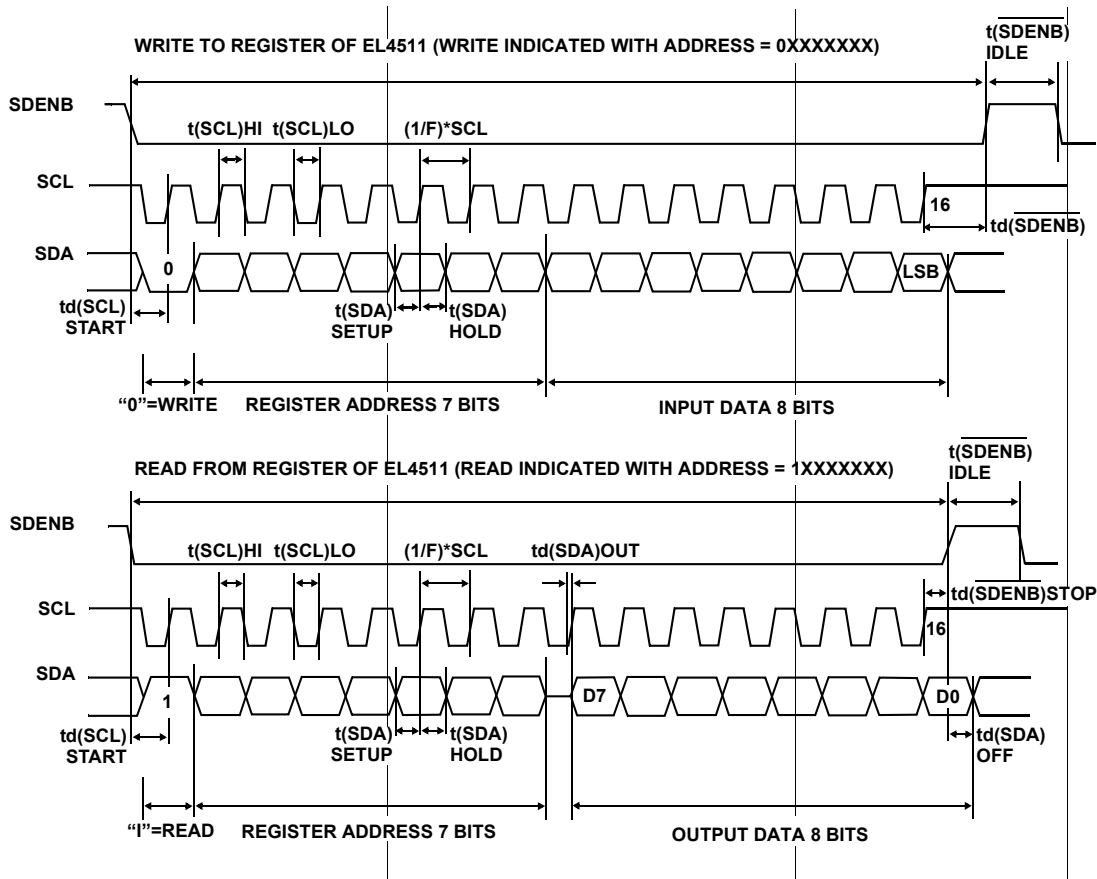 WRITE TO REGISTER OF EL4511 (WRITE INDICATED WITH ADDRESS = 0XXXXXXX)
t(SDENB)
IDLE
SDENB
t(SCL)HI t(SCL)LO (1/F)*SCL
SCL
16
td(SDENB)
SDA
0
LSB
td(SCL)
START
t(SDA)
SETUP
t(SDA)
HOLD
“0”=WRITE REGISTER ADDRESS 7 BITS INPUT DATA 8 BITS
READ FROM REGISTER OF EL4511 (READ INDICATED WITH ADDRESS = 1XXXXXXX)
t(SDENB)
IDLE
SDENB
t(SCL)HI t(SCL)LO (1/F)*SCL td(SDA)OUT
SCL
td(SDENB)STOP
16
SDA
1
D7
D0
td(SCL)
START
t(SDA)
SETUP
t(SDA)
HOLD
td(SDA)
OFF
“I”=READ REGISTER ADDRESS 7 BITS OUTPUT DATA 8 BITS